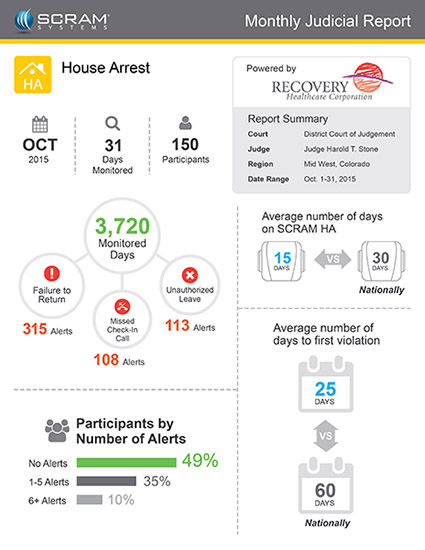 SCRAM
SYSTEMS
Monthly Judicial Report
HA
House Arrest
OCT
2015
31
Days
Monitored
150
Participants
Powered by
RECOVERY
Healthcare Corporation
Report Summary
Court District Court of Judgement
Judge Judge Harold T. Stone
Region Mid West, Colorado
Date Range Oct. 1-31, 2015
3,720
Monitored
Days
Failure to
Return
315 Alerts
Missed
Check-In
Call
108 Alerts
Unauthorized
Leave
113 Alerts
Average number of days
on SCRAM HA
15
DAYS
VS
30
DAYS
Nationally
Average number of
days to first violation
25
DAYS
VS
60
DAYS
Nationally
Participants by
Number of Alerts
No Alerts 49%
1-5 Alerts 35%
6+ Alerts 10%